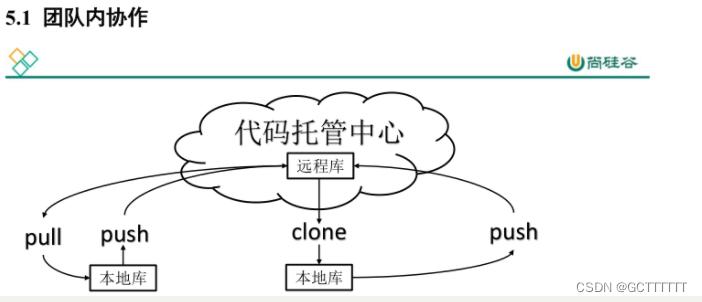 5.1 团队内协作
尚硅谷
代码托管中心
远程库
pull
push
clone
push
本地库
本地库
CSDN @GCTTTTTT